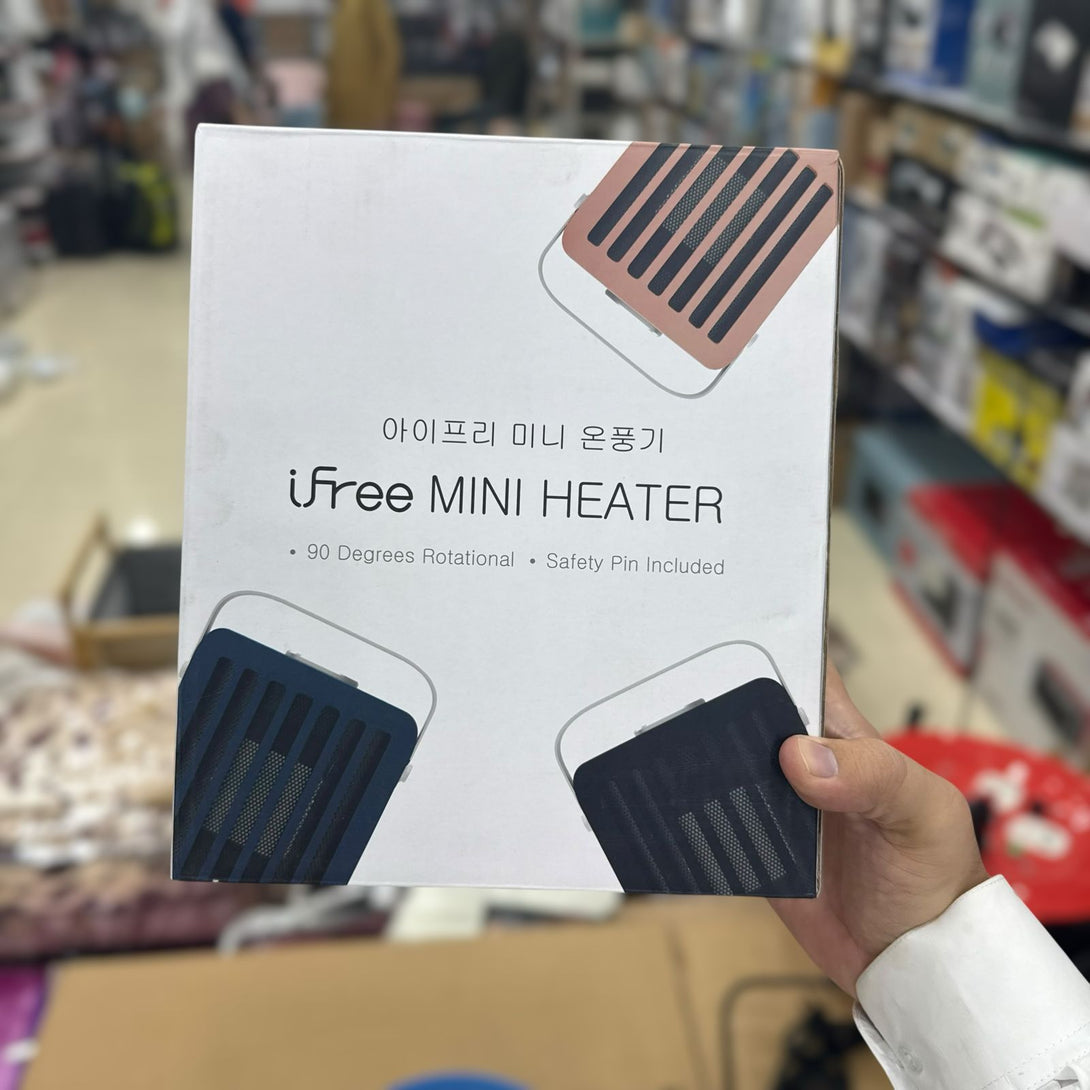 아이프리 미니 온풍기
ifree MINI HEATER
• 90 Degrees Rotational • Safety Pin Included